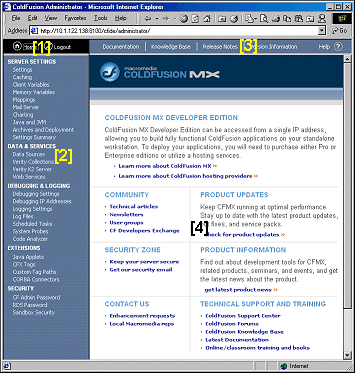 ColdFusion Administrator - Microsoft Internet Explorer
File Edit View Favorites Tools Help
Address http://10.1.122.138:8100/cfide/administrator/ Go
[1] Logout
Documentation Knowledge Base Release Notes [3] Information Help
SERVER SETTINGS
Settings
Caching
Client Variables
Memory Variables
Mappings
Mail Server
Charting
Java and JVM
Archives and Deployment
Settings Summary
DATA & SERVICES
Data Sources
Verity Collections [2]
Verity K2 Server
Web Services
DEBUGGING & LOGGING
Debugging Settings
Debugging IP Addresses
Logging Settings
Log Files
Scheduled Tasks
System Probes
Code Analyzer
EXTENSIONS
Java Applets
CFX Tags
Custom Tag Paths
CORBA Connectors
SECURITY
CF Admin Password
RDS Password
Sandbox Security
macromedia
COLDFUSION MX
COLDFUSION MX DEVELOPER EDITION
ColdFusion MX Developer Edition can be accessed from a single IP address,
allowing you to build fully functional ColdFusion applications on your standalone
workstation. To deploy your applications, you will need to purchase either Pro or
Enterprise editions or utilize a hosting services.
Learn more about ColdFusion MX
Learn more about ColdFusion hosting providers
COMMUNITY
Technical articles
Newsletters
User groups
CF Developers Exchange
PRODUCT UPDATES
Keep CFMX running at optimal performance.
Stay up to date with the latest product updates,
[4] fixes, and service packs.
check for product updates
SECURITY ZONE
Keep your server secure
Get our security email
PRODUCT INFORMATION
Find out about development tools for CFMX,
related products, seminars, and events, and get
the latest news about the product.
get latest product news
CONTACT US
Enhancement requests
Local Macromedia reps
TECHNICAL SUPPORT AND TRAINING
ColdFusion Support Center
ColdFusion Forums
ColdFusion Knowledge Base
Latest Documentation
Online/classroom training and books
Internet